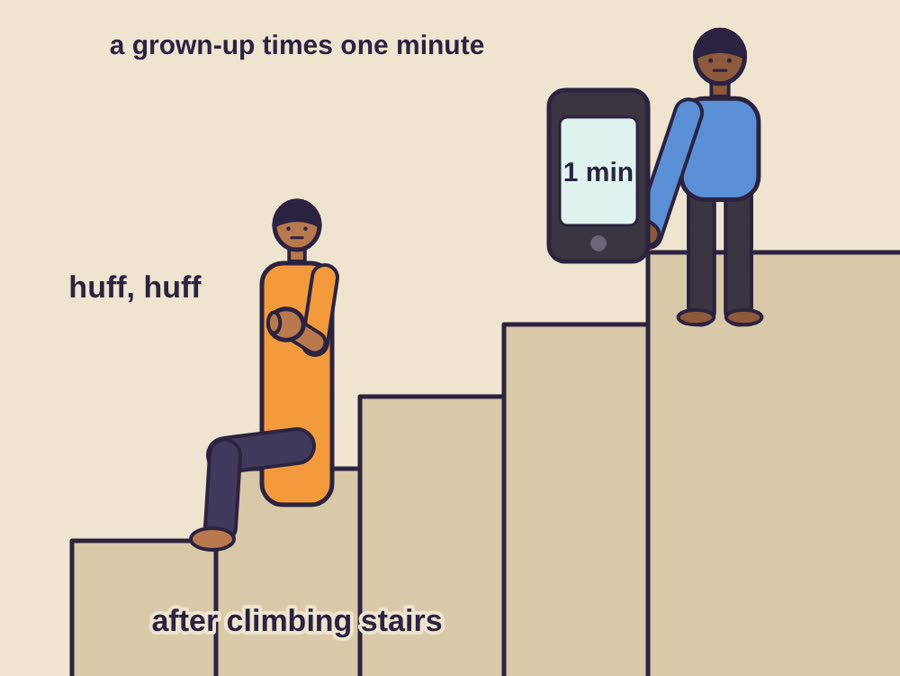 a grown-up times one minute
1 min
huff, huff
after climbing stairs